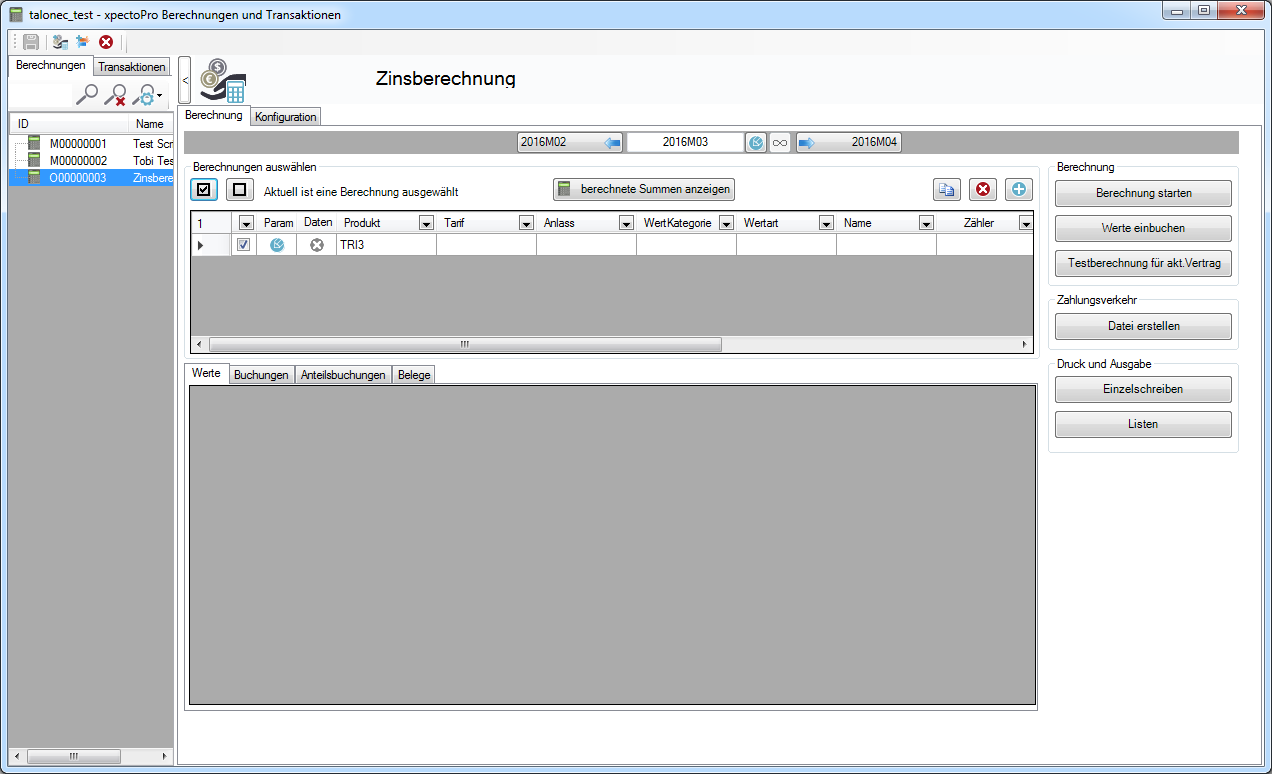 talonec_test - xpectoPro Berechnungen und Transaktionen
Berechnungen Transaktionen
ID Name
M00000001 Test Scr
M00000002 Tobi Tes
O00000003 Zinsbere
<
Zinsberechnung
Berechnung Konfiguration
2016M02 2016M03 2016M04
Berechnungen auswählen
Aktuell ist eine Berechnung ausgewählt berechnete Summen anzeigen
1 Param Daten Produkt Tarif Anlass WertKategorie Wertart Name Zähler
TRI3
Werte Buchungen Anteilsbuchungen Belege
Berechnung
Berechnung starten
Werte einbuchen
Testberechnung für akt.Vertrag
Zahlungsverkehr
Datei erstellen
Druck und Ausgabe
Einzelschreiben
Listen